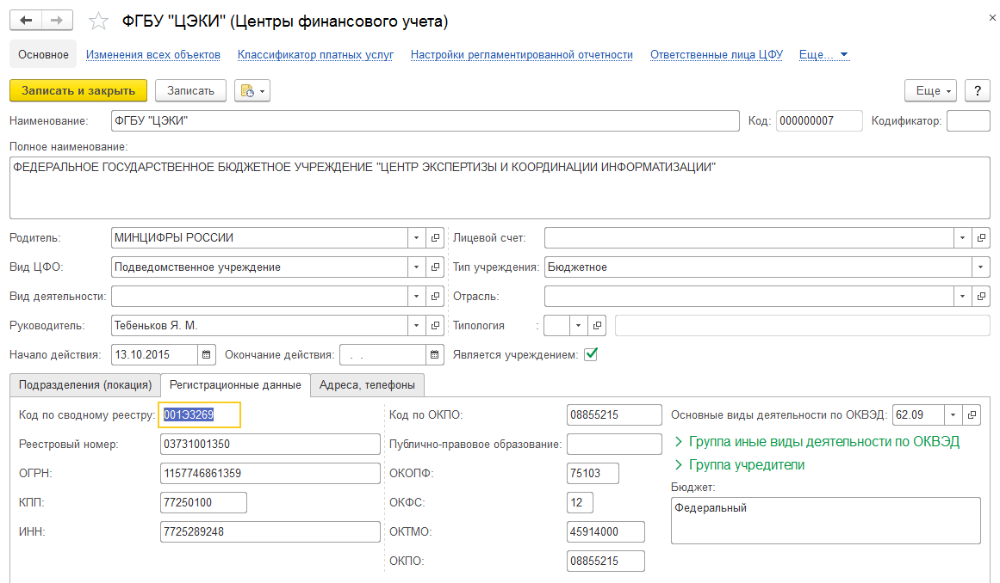 ФГБУ "ЦЭКИ" (Центры финансового учета)
Основное Изменения всех объектов Классификатор платных услуг Настройки регламентированной отчетности Ответственные лица ЦФУ Еще...
Записать и закрыть Записать Еще ?
Наименование: ФГБУ "ЦЭКИ" Код: 000000007 Кодификатор:
Полное наименование:
ФЕДЕРАЛЬНОЕ ГОСУДАРСТВЕННОЕ БЮДЖЕТНОЕ УЧРЕЖДЕНИЕ "ЦЕНТР ЭКСПЕРТИЗЫ И КООРДИНАЦИИ ИНФОРМАТИЗАЦИИ"
Родитель: МИНЦИФРЫ РОССИИ Лицевой счет:
Вид ЦФО: Подведомственное учреждение Тип учреждения: Бюджетное
Вид деятельности: Отрасль:
Руководитель: Тебеньков Я. М. Типология :
Начало действия: 13.10.2015 Окончание действия: . . Является учреждением:
Подразделения (локация) Регистрационные данные Адреса, телефоны
Код по сводному реестру: 001Э3269 Код по ОКПО: 08855215 Основные виды деятельности по ОКВЭД: 62.09
Реестровый номер: 03731001350 Публично-правовое образование: Группа иные виды деятельности по ОКВЭД
ОГРН: 1157746861359 ОКОПФ: 75103 Группа учредители
КПП: 77250100 ОКФС: 12 Бюджет:
Федеральный
ИНН: 7725289248 ОКТМО: 45914000
ОКПО: 08855215